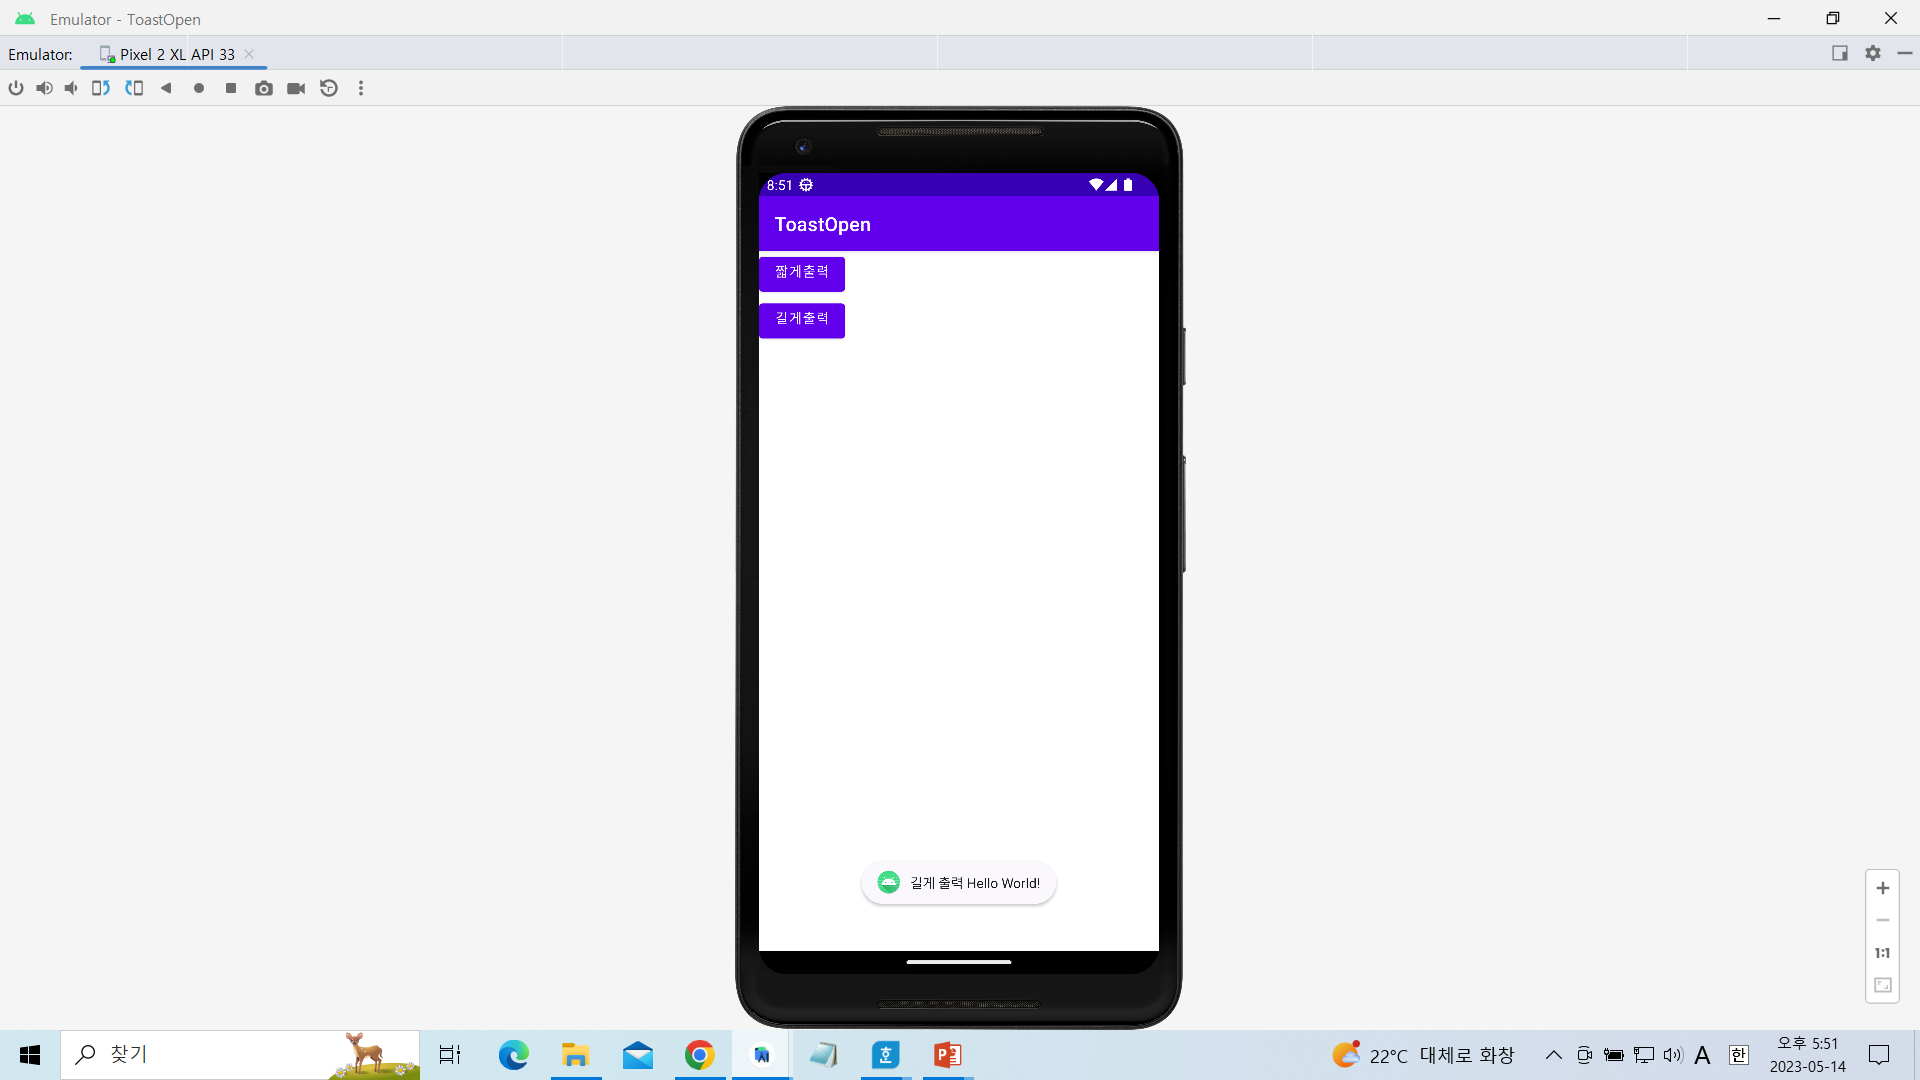 Emulator - ToastOpen
Emulator: Pixel 2 XL API 33
8:51
ToastOpen
짧게출력
길게출력
길게 출력 Hello World!
1:1
찾기
22°C 대체로 화창
A 한
오후 5:51
2023-05-14